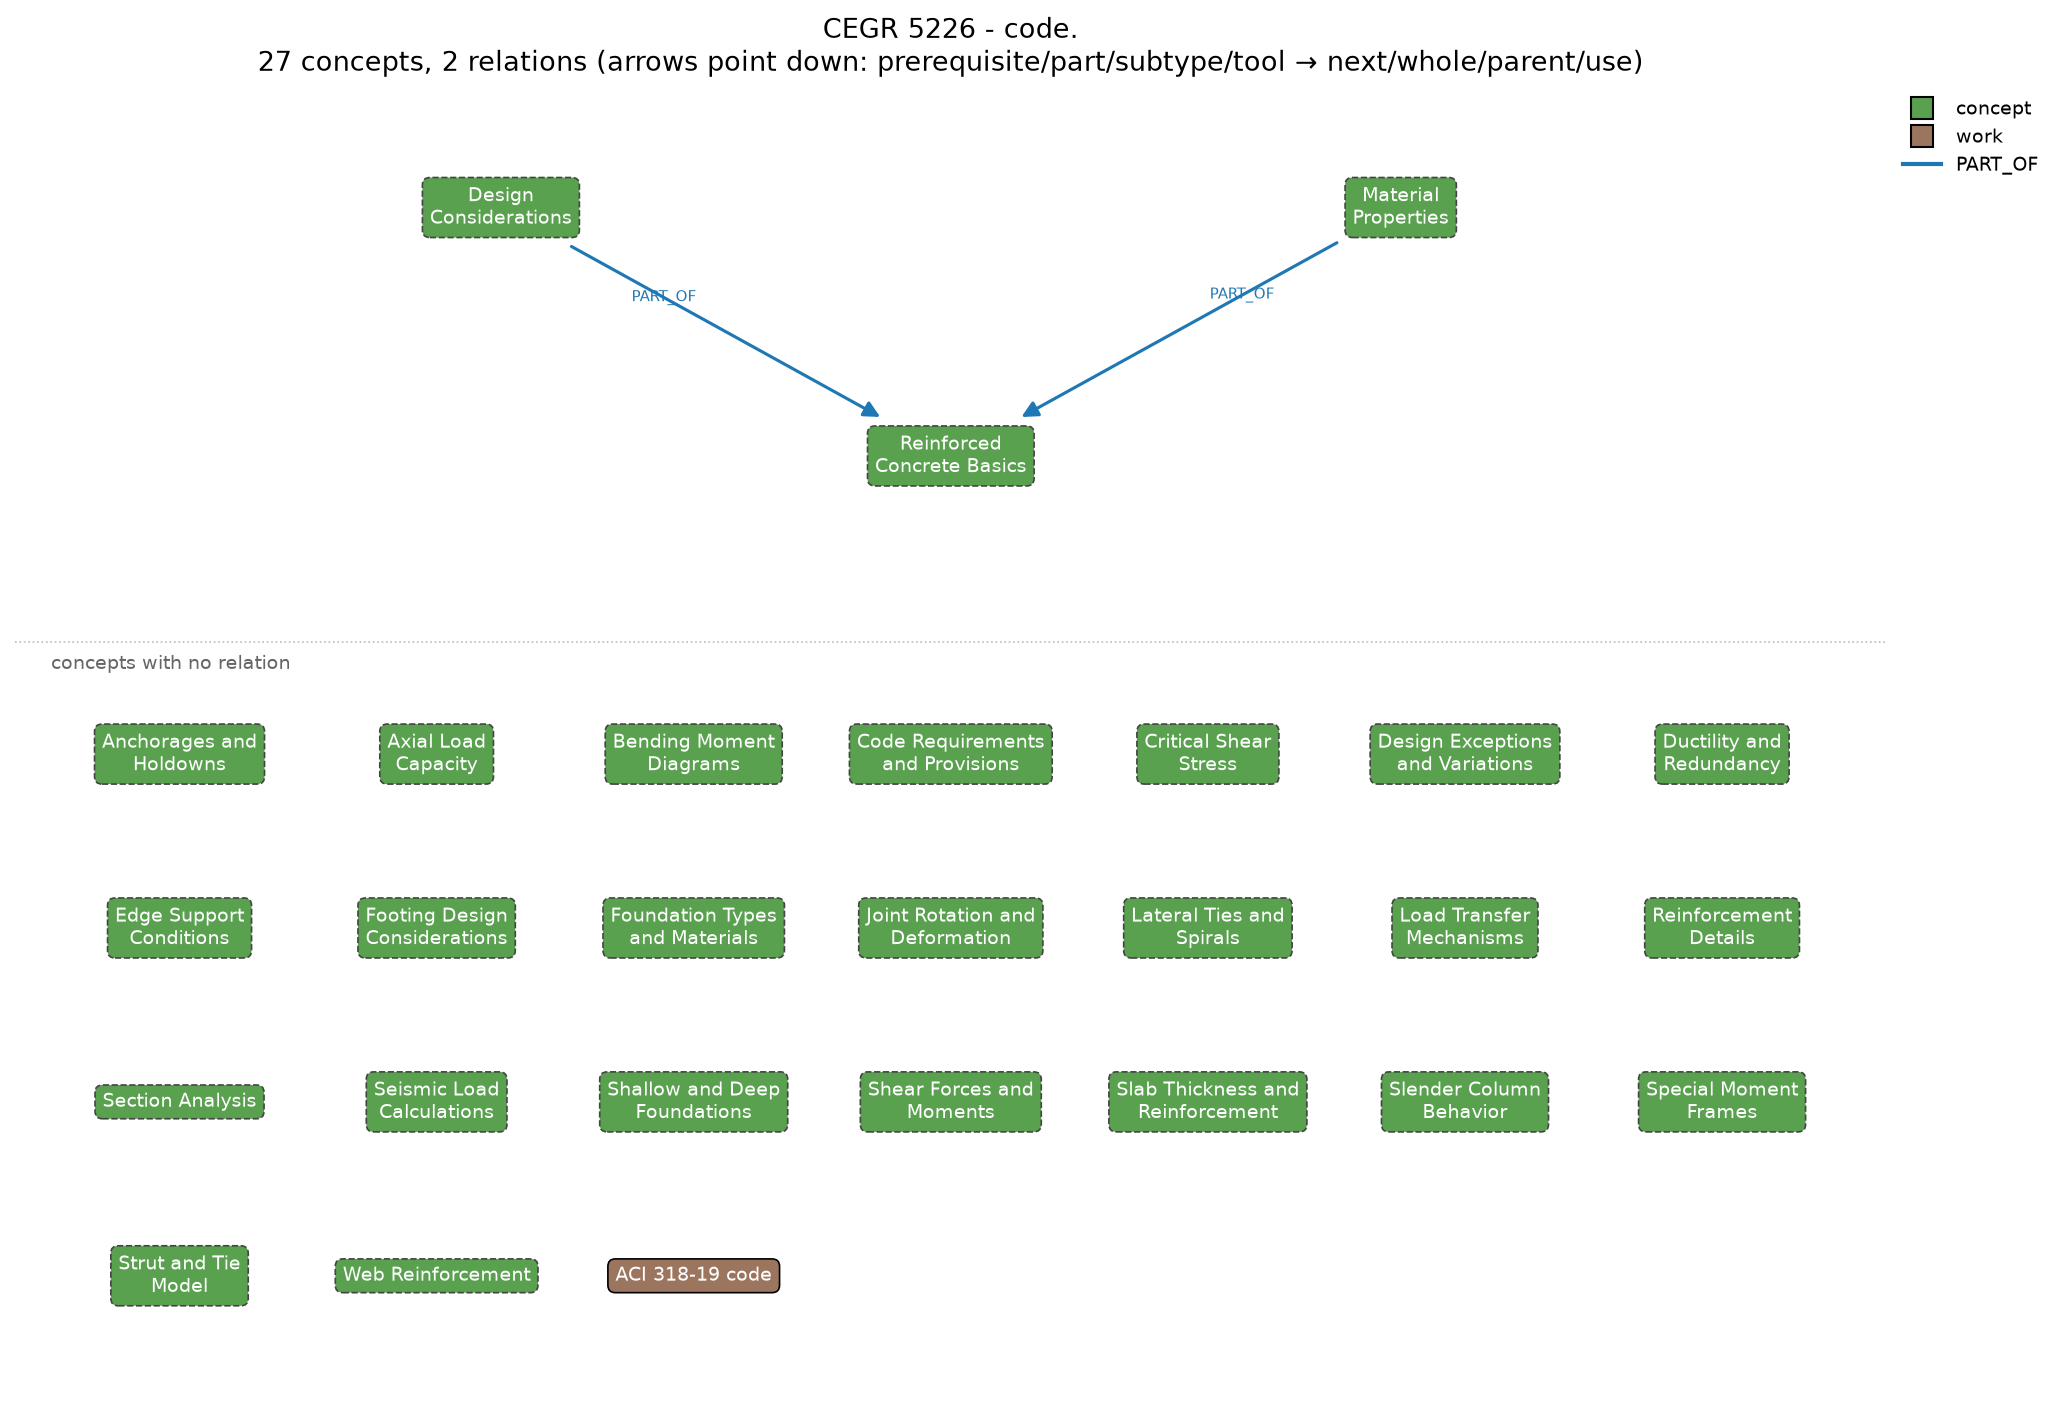 CEGR 5226 - code.
27 concepts, 2 relations (arrows point down: prerequisite/part/subtype/tool → next/whole/parent/use)
concept
work
PART_OF
Design
Considerations
Material
Properties
PART_OF
PART_OF
Reinforced
Concrete Basics
concepts with no relation
Anchorages and
Holdowns
Axial Load
Capacity
Bending Moment
Diagrams
Code Requirements
and Provisions
Critical Shear
Stress
Design Exceptions
and Variations
Ductility and
Redundancy
Edge Support
Conditions
Footing Design
Considerations
Foundation Types
and Materials
Joint Rotation and
Deformation
Lateral Ties and
Spirals
Load Transfer
Mechanisms
Reinforcement
Details
Section Analysis
Seismic Load
Calculations
Shallow and Deep
Foundations
Shear Forces and
Moments
Slab Thickness and
Reinforcement
Slender Column
Behavior
Special Moment
Frames
Strut and Tie
Model
Web Reinforcement
ACI 318-19 code